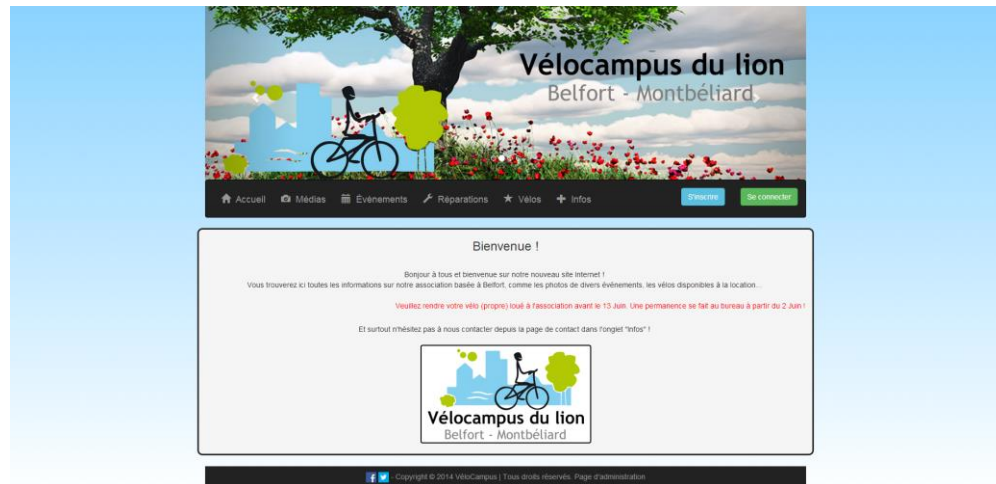 Vélocampus du lion
Belfort - Montbéliard
Accueil Médias Évènements Réparations Vélos Infos S'inscrire Se connecter
Bienvenue !
Bonjour à tous et bienvenue sur notre nouveau site internet !
Vous trouverez ici toutes les informations sur notre association basée à Belfort, comme les photos de divers évènements, les vélos disponibles à la location...
Veuillez rendre votre vélo (propre) loué à l'association avant le 13 Juin. Une permanence se fait au bureau à partir du 2 Juin !
Et surtout n'hésitez pas à nous contacter depuis la page de contact dans l'onglet "Infos" !
Vélocampus du lion
Belfort - Montbéliard
- Copyright © 2014 VéloCampus | Tous droits réservés. Page d'administration